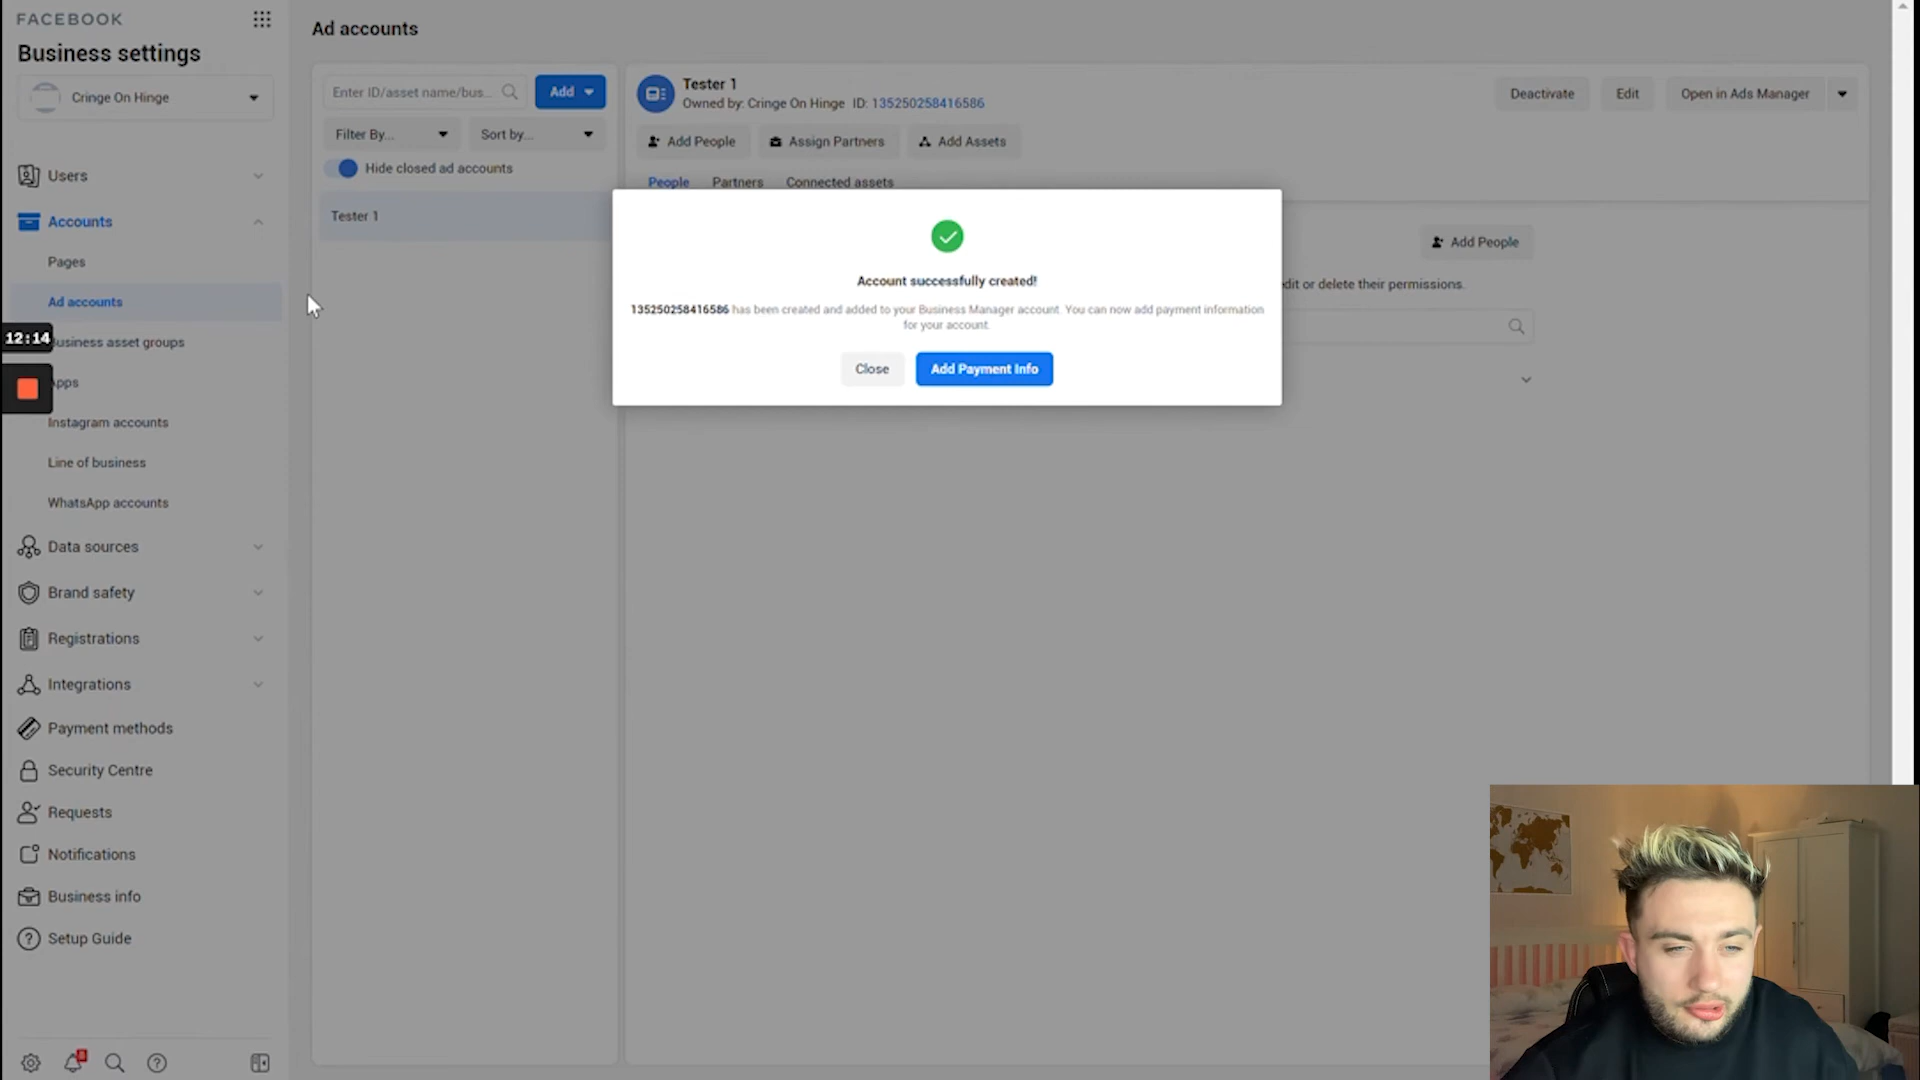 FACEBOOK
Business settings
Cringe On Hinge
Users
Accounts
Pages
Ad accounts
12:14
usiness asset groups
pps
Instagram accounts
Line of business
WhatsApp accounts
Data sources
Brand safety
Registrations
Integrations
Payment methods
Security Centre
Requests
Notifications
Business info
Setup Guide
Ad accounts
Enter ID/asset name/bus...
Add
Filter By...
Sort by...
Hide closed ad accounts
Tester 1
Tester 1
Owned by: Cringe On Hinge ID: 135250258416586
Deactivate
Edit
Open in Ads Manager
Add People
Assign Partners
Add Assets
People
Partners
Connected assets
Add People
dit or delete their permissions.
Account successfully created!
135250258416586 has been created and added to your Business Manager account. You can now add payment information
for your account.
Close
Add Payment Info